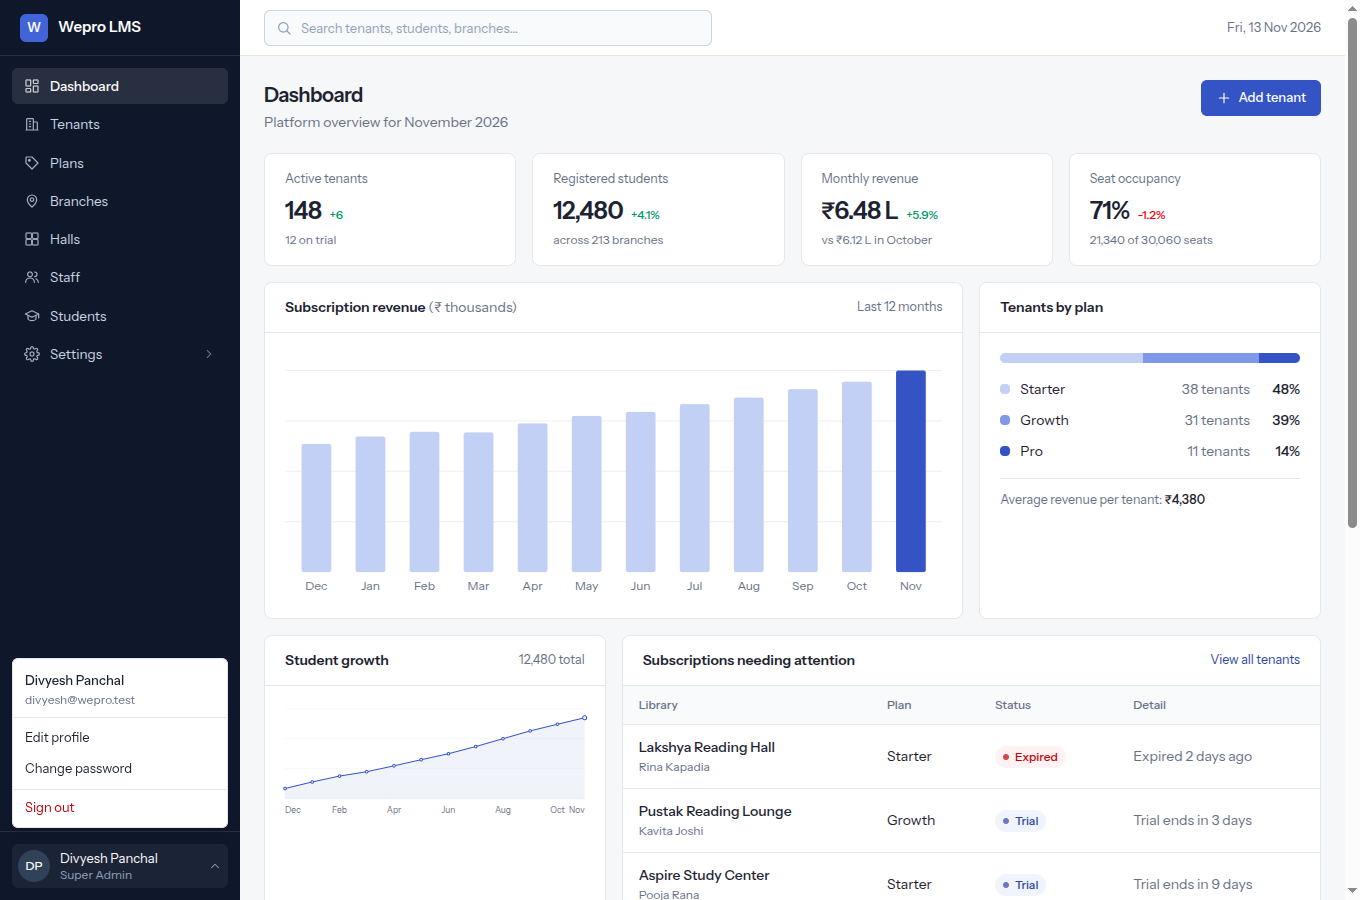 W Wepro LMS
Search tenants, students, branches...
Fri, 13 Nov 2026
Dashboard
Tenants
Plans
Branches
Halls
Staff
Students
Settings
Divyesh Panchal
divyesh@wepro.test
Edit profile
Change password
Sign out
DP
Divyesh Panchal
Super Admin
Dashboard
Platform overview for November 2026
+ Add tenant
Active tenants
148 +6
12 on trial
Registered students
12,480 +4.1%
across 213 branches
Monthly revenue
₹6.48 L +5.9%
vs ₹6.12 L in October
Seat occupancy
71% -1.2%
21,340 of 30,060 seats
Subscription revenue (₹ thousands)
Last 12 months
Dec Jan Feb Mar Apr May Jun Jul Aug Sep Oct Nov
Tenants by plan
Starter 38 tenants 48%
Growth 31 tenants 39%
Pro 11 tenants 14%
Average revenue per tenant: ₹4,380
Student growth
12,480 total
Dec Feb Apr Jun Aug Oct Nov
Subscriptions needing attention
View all tenants
Library Plan Status Detail
Lakshya Reading Hall
Rina Kapadia
Starter Expired Expired 2 days ago
Pustak Reading Lounge
Kavita Joshi
Growth Trial Trial ends in 3 days
Aspire Study Center
Pooja Rana
Starter Trial Trial ends in 9 days